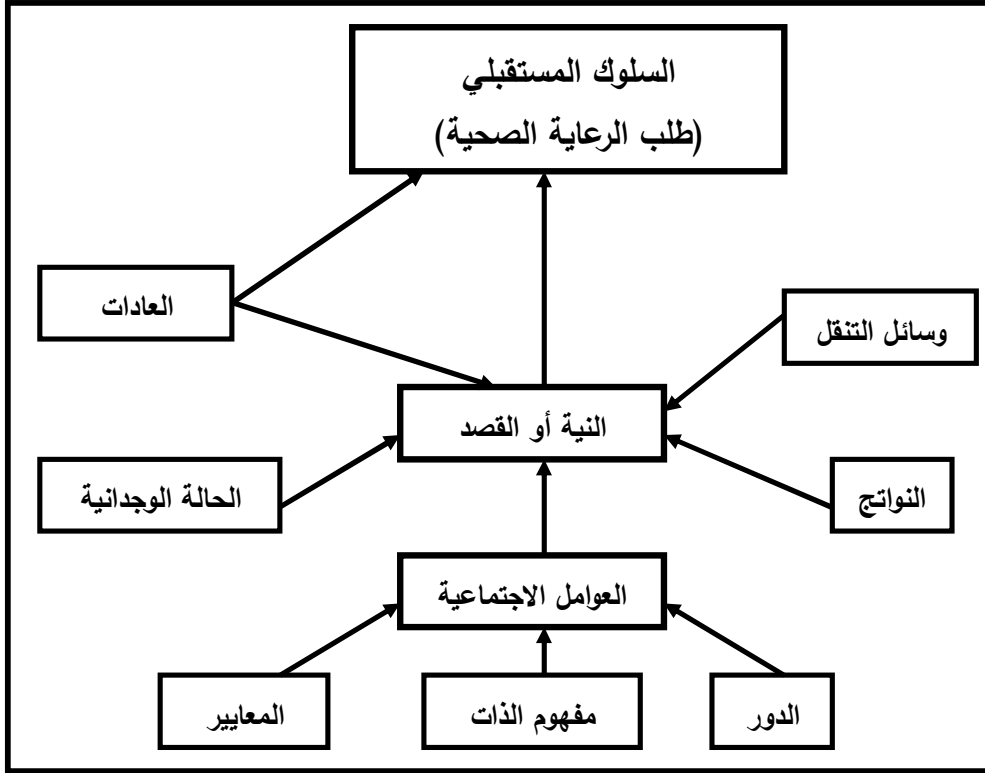 السلوك المستقبلي
(طلب الرعاية الصحية)
العادات
وسائل التنقل
النية أو القصد
الحالة الوجدانية
النواتج
العوامل الاجتماعية
الدور
مفهوم الذات
المعايير